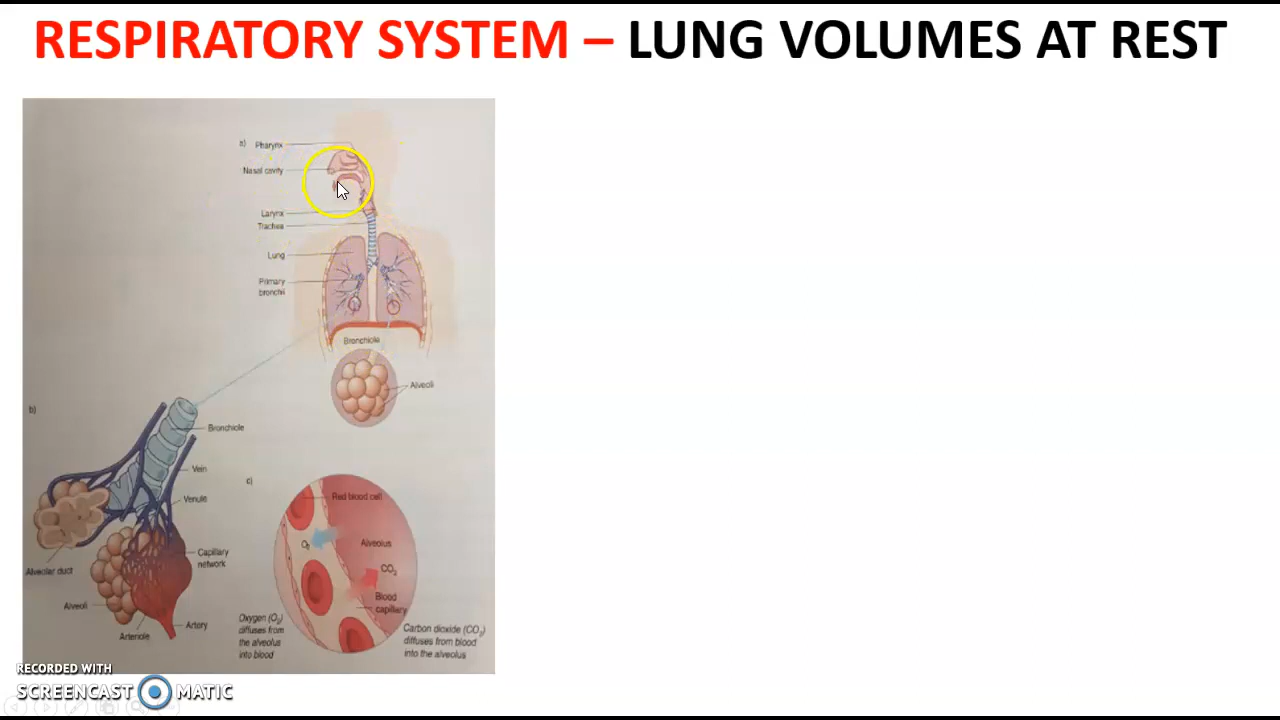 RESPIRATORY SYSTEM – LUNG VOLUMES AT REST
a)
Pharynx
Nasal cavity
Larynx
Trachea
Lung
Primary
bronchii
Bronchiole
Alveoli
b)
Bronchiole
Vein
Venule
Capillary
network
Alveolar duct
Alveoli
Arteriole
Artery
c)
Red blood cell
O₂
Alveolus
CO₂
Blood
capillary
Oxygen (O₂)
diffuses from
the alveolus
into blood
Carbon dioxide (CO₂)
diffuses from blood
into the alveolus
RECORDED WITH
SCREENCAST MATIC